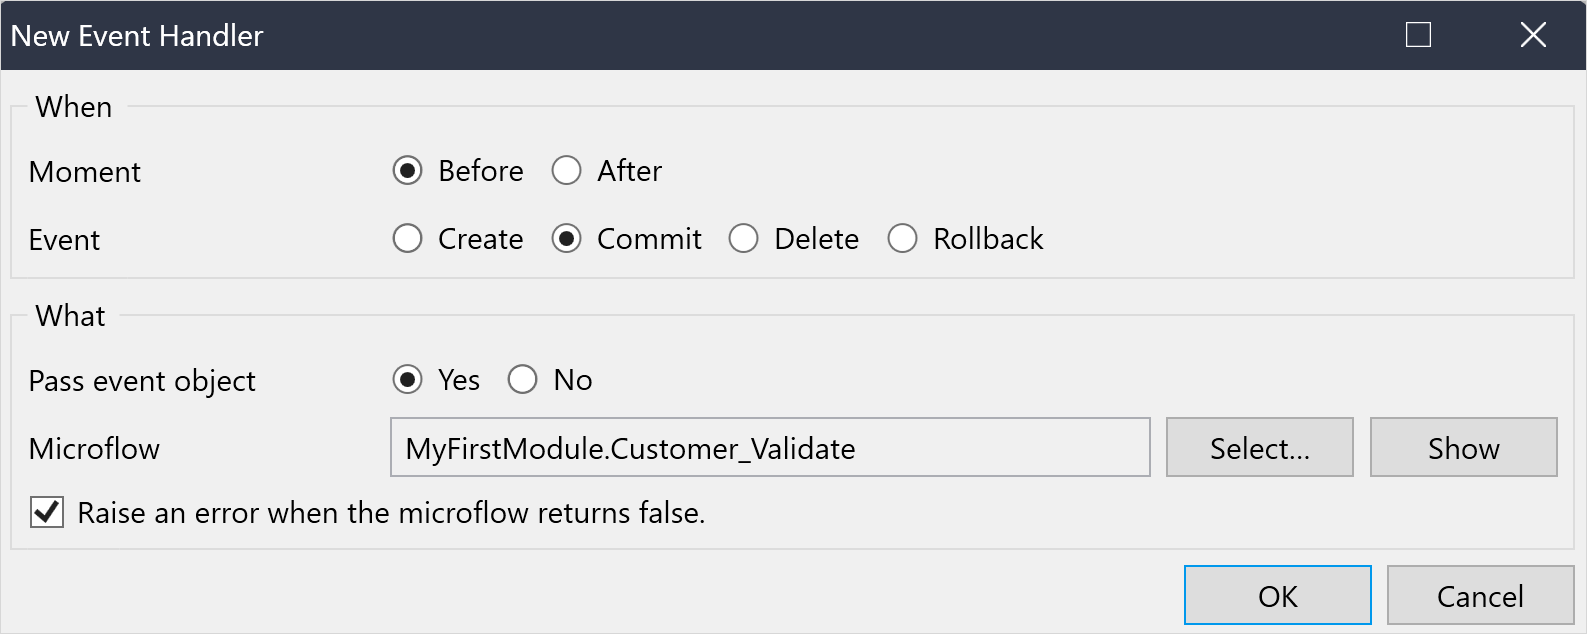 New Event Handler
When
Moment Before After
Event Create Commit Delete Rollback
What
Pass event object Yes No
Microflow MyFirstModule.Customer_Validate Select... Show
Raise an error when the microflow returns false.
OK Cancel